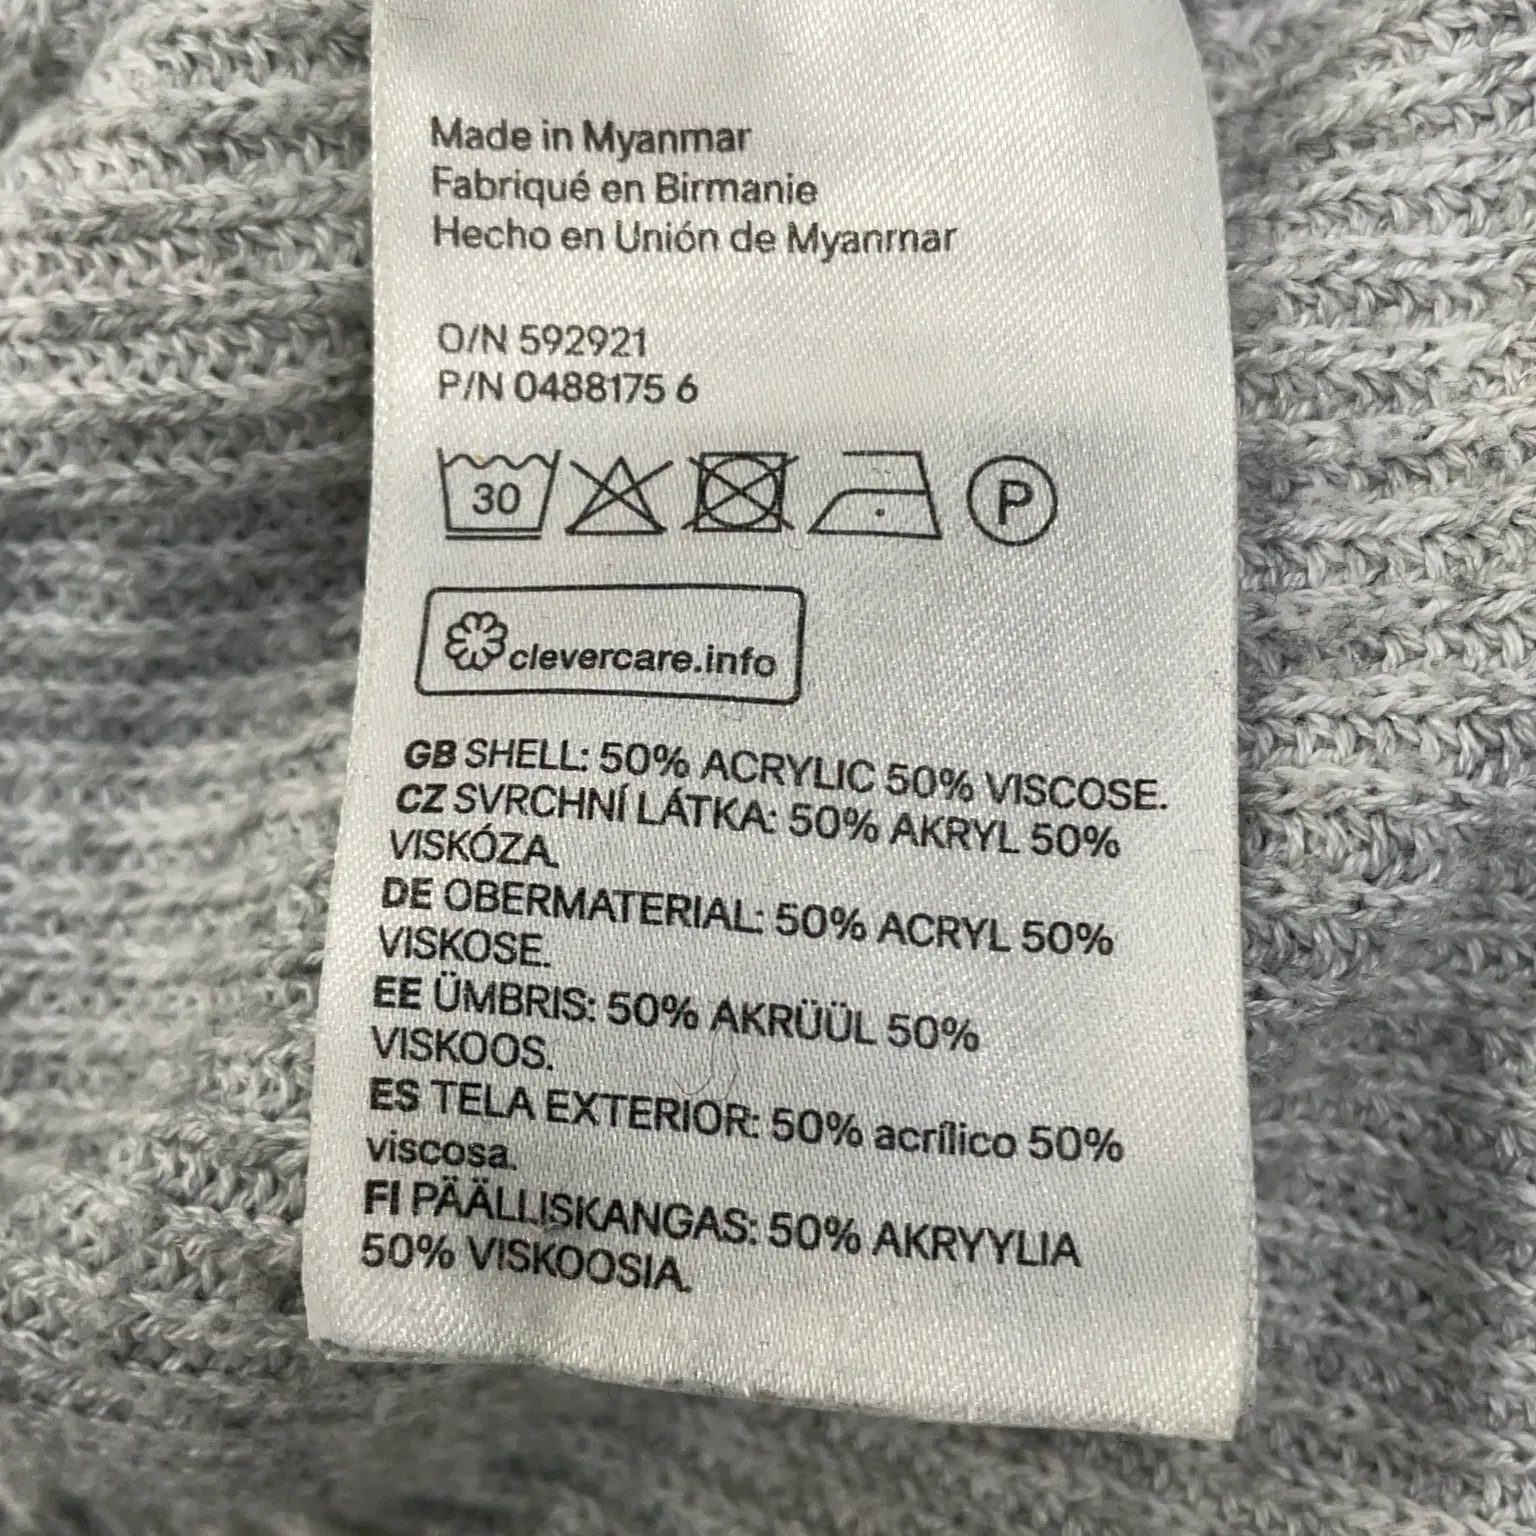 Made in Myanmar
Fabriqué en Birmanie
Hecho en Unión de Myanmar
O/N 592921
P/N 0488175 6
30
P
clevercare.info
GB SHELL: 50% ACRYLIC 50% VISCOSE.
CZ SVRCHNÍ LÁTKA: 50% AKRYL 50%
VISKÓZA.
DE OBERMATERIAL: 50% ACRYL 50%
VISKOSE.
EE ÜMBRIS: 50% AKRÜÜL 50%
VISKOOS.
ES TELA EXTERIOR: 50% acrílico 50%
viscosa.
FI PÄÄLLISKANGAS: 50% AKRYYLIA
50% VISKOOSIA.